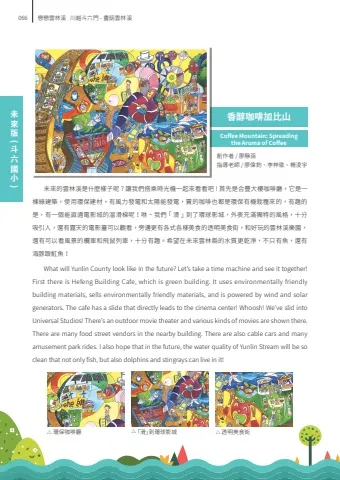 055 戀戀雲林溪 川越斗六門 - 畫話雲林溪
未來版(斗六國小)
香醇咖啡加比山
Coffee Mountain: Spreading
the Aroma of Coffee
創作者/廖翊涵
指導老師/廖偉鈞、李梓瑜、賴淩宇
未來的雲林溪是什麼樣子呢?讓我們搭乘時光機一起來看看吧!首先是合豐大樓咖啡廳,它是一
棟綠建築,使用環保建材,有風力發電和太陽能發電,賣的咖啡也都是環保有機栽種來的,有趣的
是,有一個能直通電影城的溜滑梯呢!咻~我們「滑」到了環球影城,外表充滿獨特的風格,十分
吸引人,還有露天的電影臺可以觀看,旁邊更有各式各樣美食的透明美食街,和好玩的雲林溪樂園,
還有可以看風景的纜車和飛鼠列車,十分有趣。希望在未來雲林縣的水質更乾淨,不只有魚,還有
海豚跟魟魚!
What will Yunlin County look like in the future? Let's take a time machine and see it together!
First there is Hefeng Building Cafe, which is green building. It uses environmentally friendly
building materials, sells environmentally friendly materials, and is powered by wind and solar
generators. The cafe has a slide that directly leads to the cinema center! Whoosh! We've slid into
Universal Studios! There's an outdoor movie theater and various kinds of movies are shown there.
There are many food street vendors in the nearby building. There are also cable cars and many
amusement park rides. I also hope that in the future, the water quality of Yunlin Stream will be so
clean that not only fish, but also dolphins and stingrays can live in it!
△ 環保咖啡廳
△「滑」到環球影城
△ 透明美食街